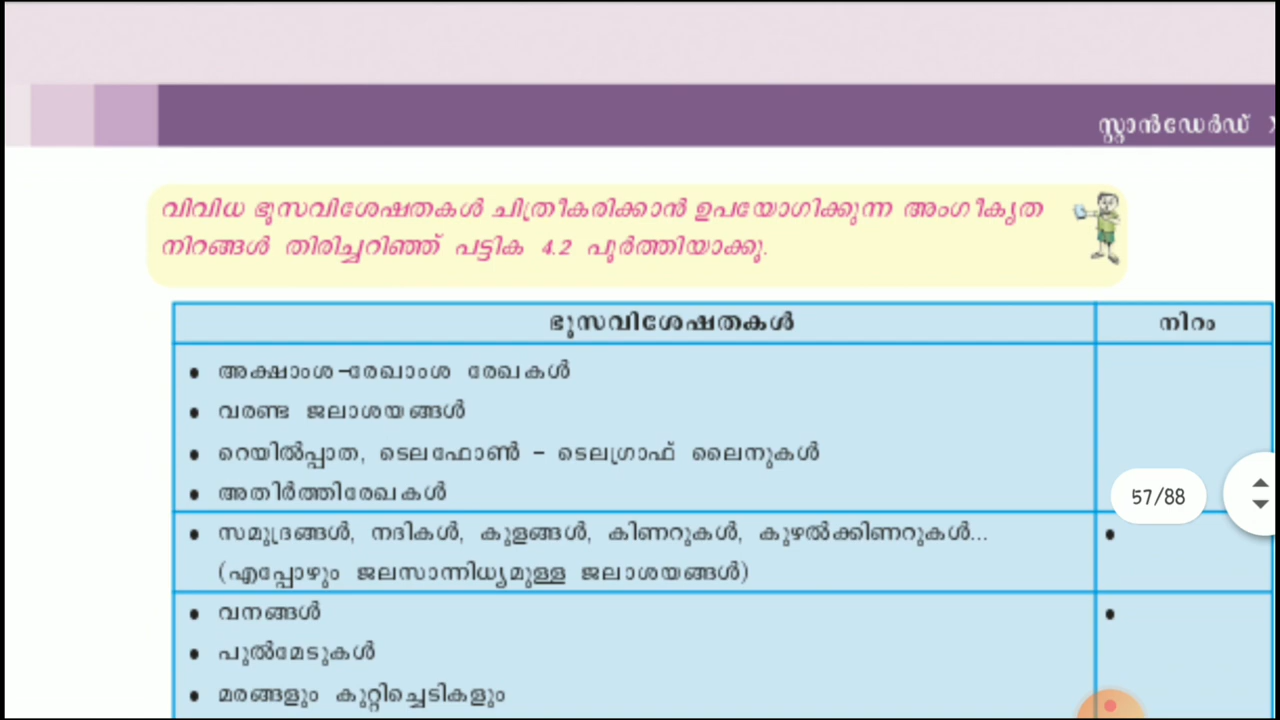 സ്റ്റാൻഡേർഡ്
വിവിധ ഭൂസവിശേഷതകൾ ചിത്രീകരിക്കാൻ ഉപയോഗിക്കുന്ന അംഗീകൃത
നിറങ്ങൾ തിരിച്ചറിഞ്ഞ് പട്ടിക 4.2 പൂർത്തിയാക്കൂ.
ഭൂസവിശേഷതകൾ നിറം
• അക്ഷാംശ-രേഖാംശ രേഖകൾ
• വരണ്ട ജലാശയങ്ങൾ
• റെയിൽപ്പാത, ടെലഫോൺ - ടെലഗ്രാഫ് ലൈനുകൾ
• അതിർത്തിരേഖകൾ
57/88
• സമുദ്രങ്ങൾ, നദികൾ, കുളങ്ങൾ, കിണറുകൾ, കുഴൽക്കിണറുകൾ... •
(എപ്പോഴും ജലസാന്നിധ്യമുള്ള ജലാശയങ്ങൾ)
• വനങ്ങൾ •
• പുൽമേടുകൾ
• മരങ്ങളും കുറ്റിച്ചെടികളും